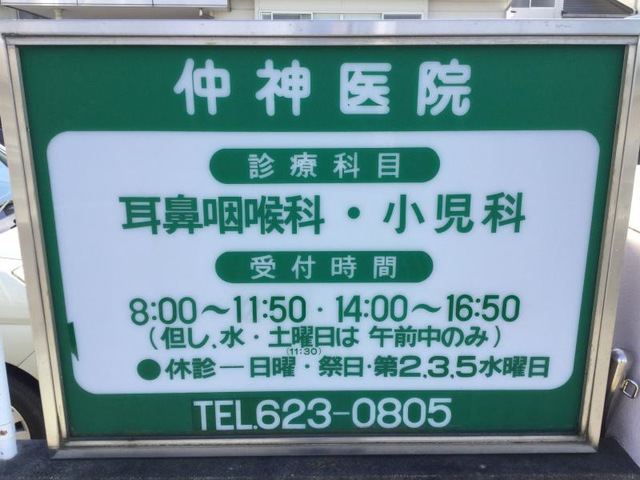 仲神医院
診療科目
耳鼻咽喉科・小児科
受付時間
8:00～11:50・14:00～16:50
(但し、水・土曜日は 午前中のみ)
(11:30)
●休診―日曜・祭日・第2,3,5水曜日
TEL.623-0805